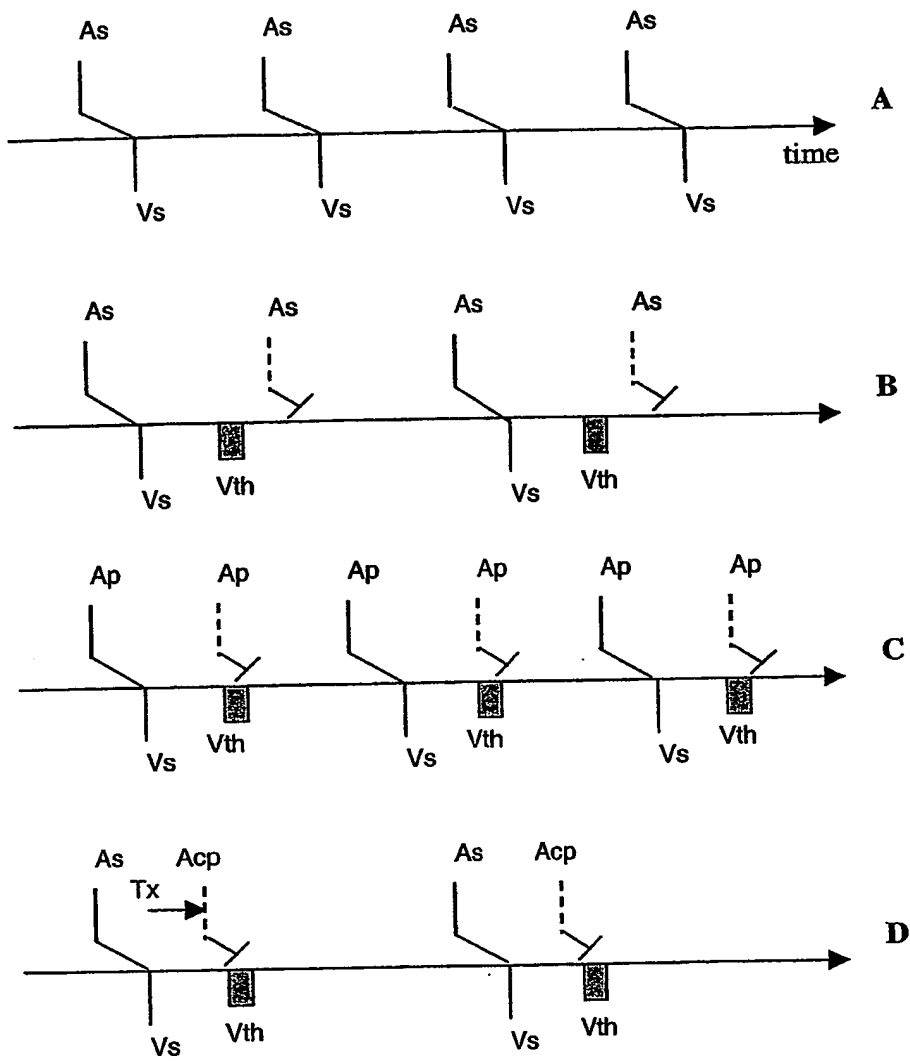 As As As As
A
time
Vs Vs Vs Vs
As As As As
B
Vs Vth Vs Vth
Ap Ap Ap Ap Ap Ap
C
Vs Vth Vs Vth Vs Vth
As Acp As Acp
Tx
D
Vs Vth Vs Vth